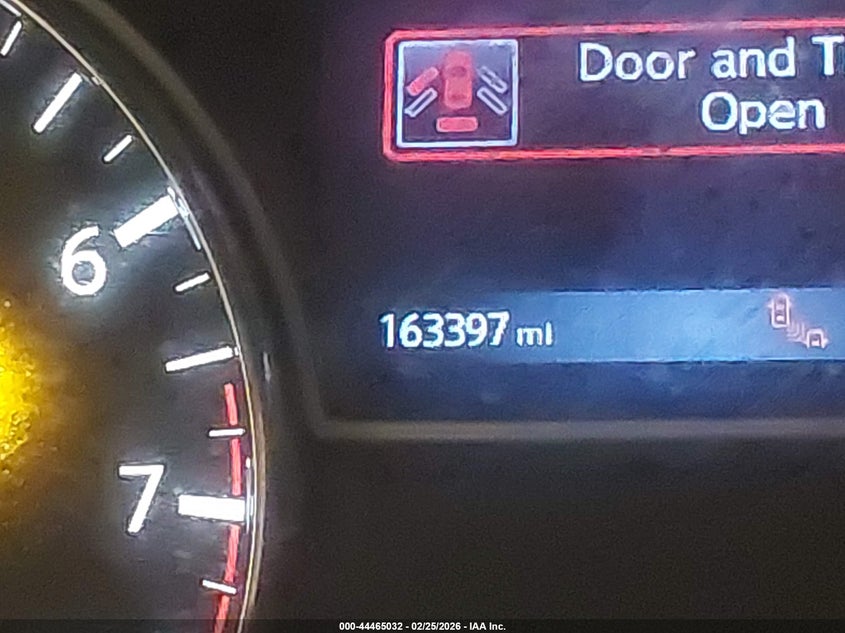 Door and T
Open
6
163397 mi
7
000-44465032 - 02/25/2026 - IAA Inc.